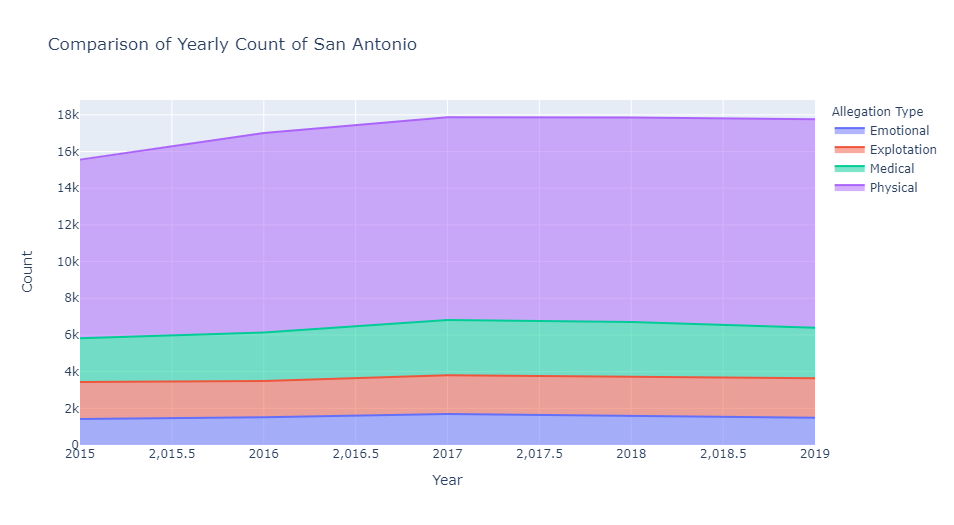 Comparison of Yearly Count of San Antonio
Allegation Type
Emotional
Explotation
Medical
Physical
Count
18k
16k
14k
12k
10k
8k
6k
4k
2k
0
2015 2,015.5 2016 2,016.5 2017 2,017.5 2018 2,018.5 2019
Year